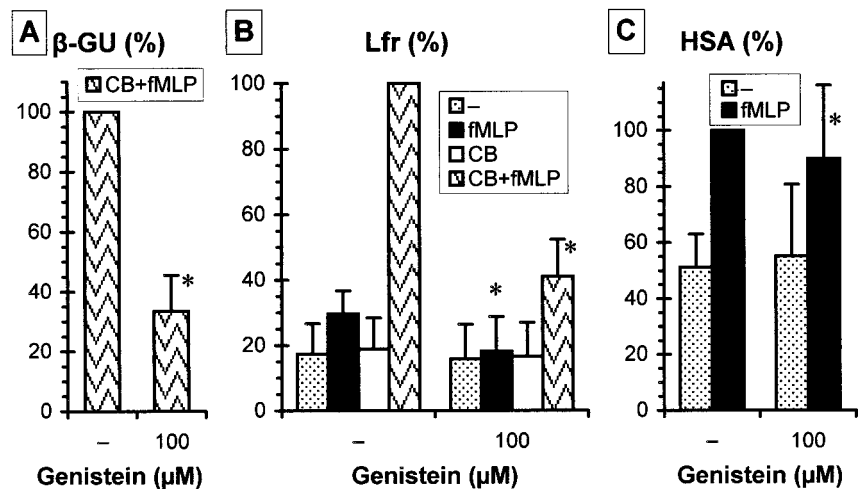 A β-GU (%)
CB+fMLP
100
80
60
40
20
0
*
– 100
Genistein (µM)
B Lfr (%)
–
fMLP
CB
CB+fMLP
100
80
60
40
20
0
* *
– 100
Genistein (µM)
C HSA (%)
–
fMLP
100
80
60
40
20
0
*
– 100
Genistein (µM)